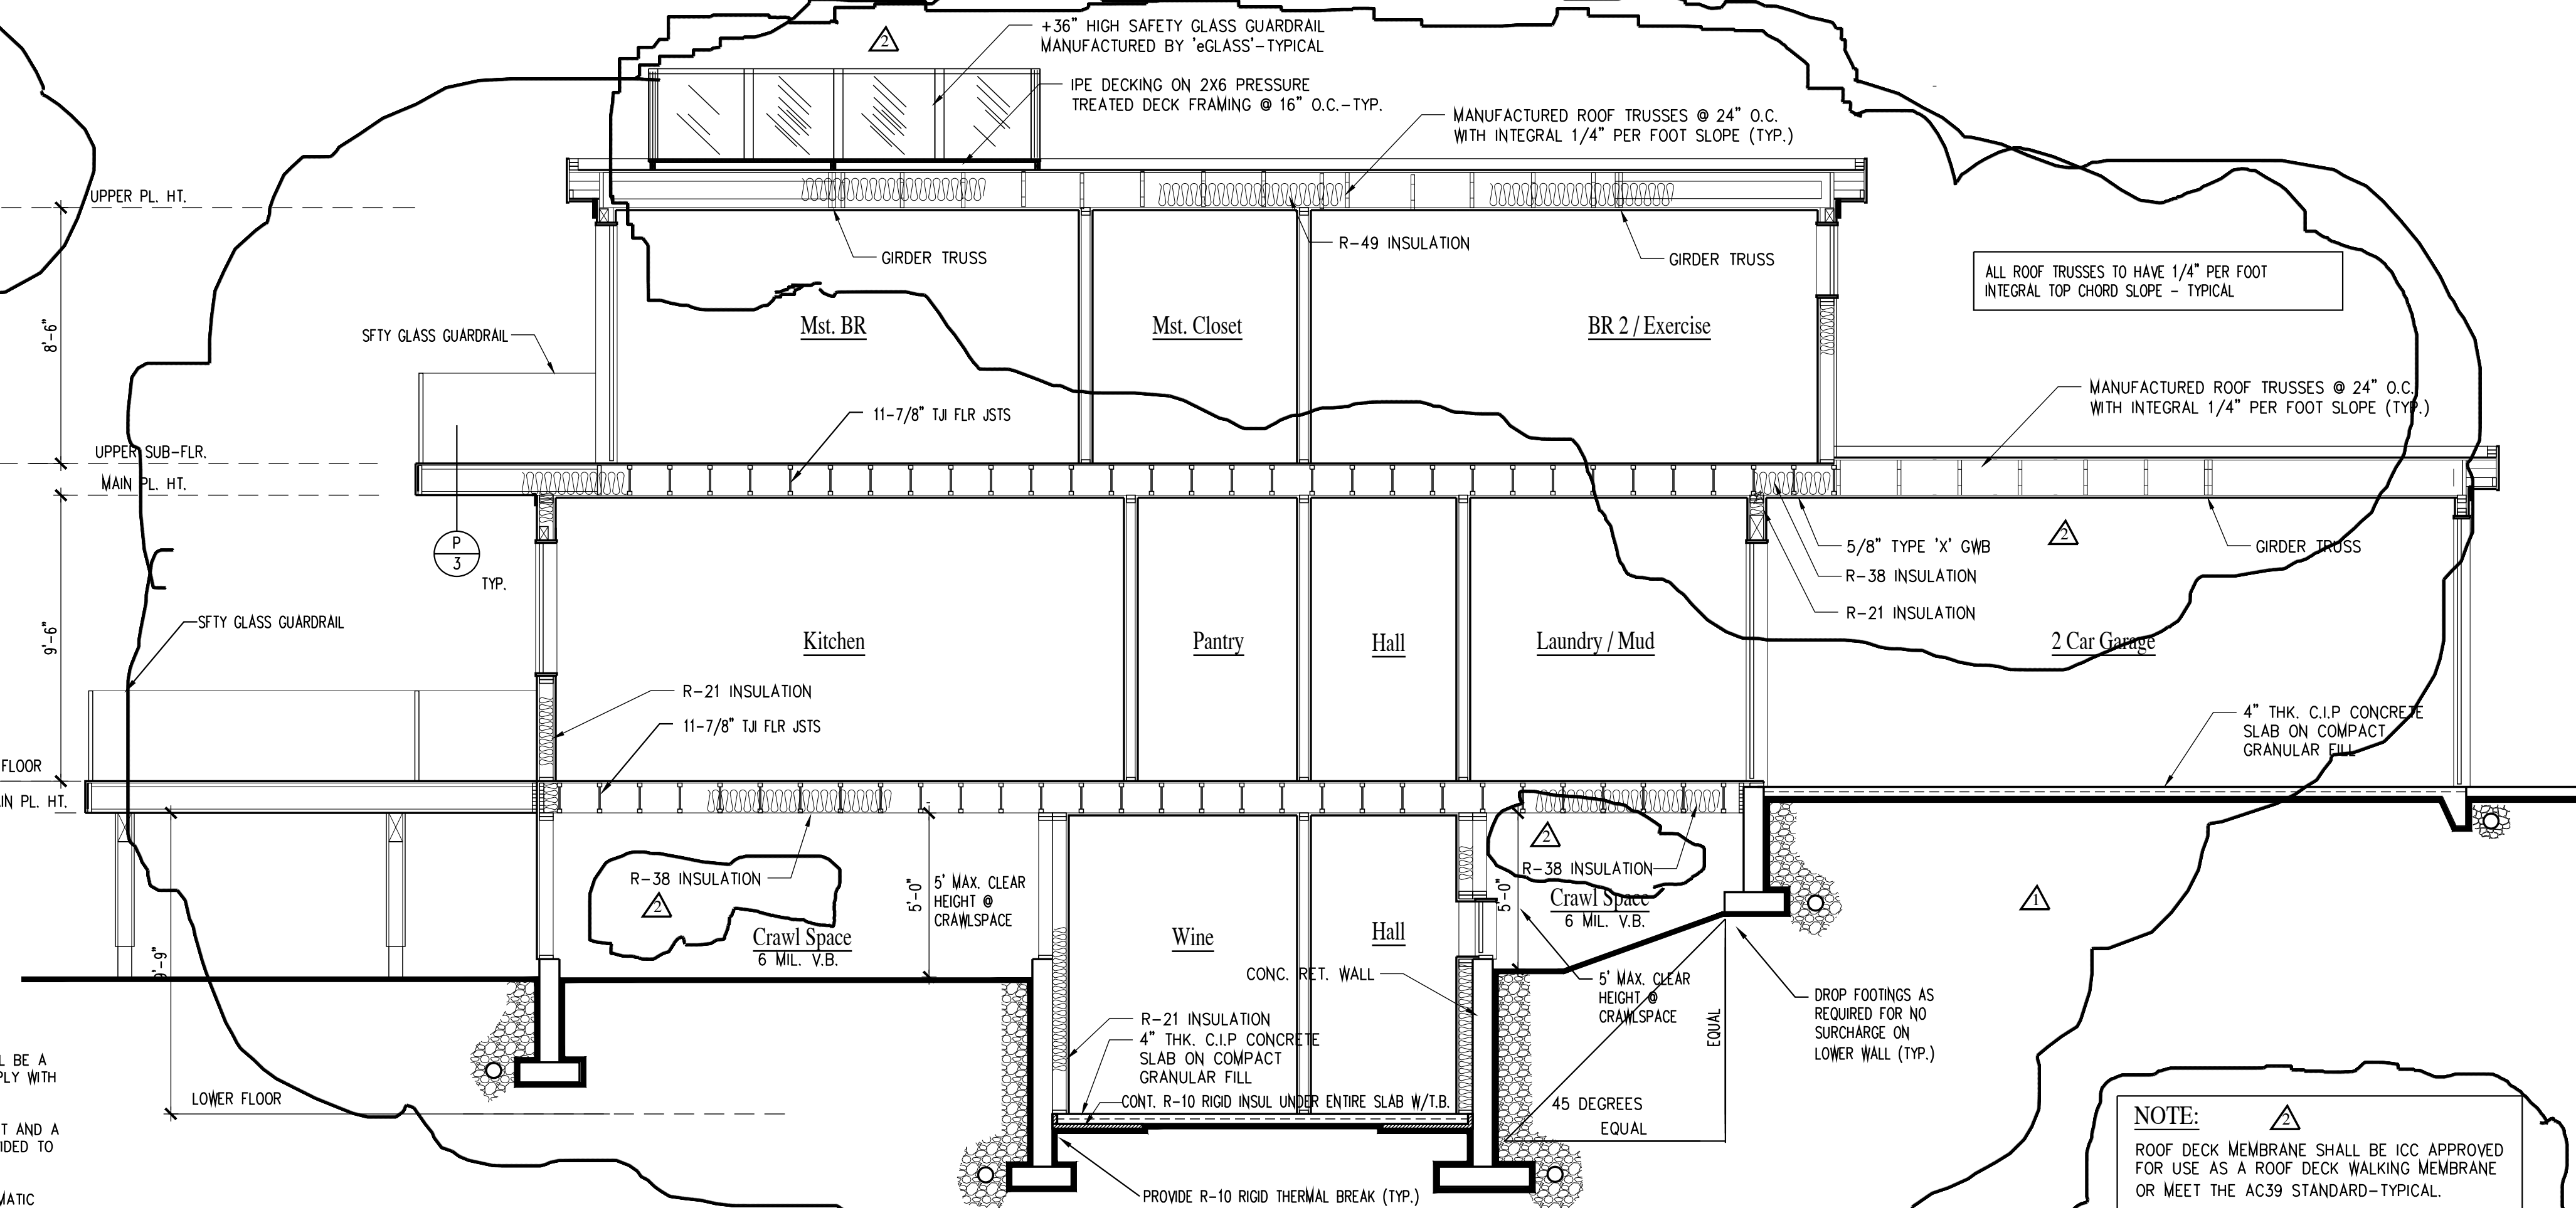 2
+36" HIGH SAFETY GLASS GUARDRAIL
MANUFACTURED BY 'eGLASS'-TYPICAL
IPE DECKING ON 2X6 PRESSURE
TREATED DECK FRAMING @ 16" O.C.-TYP.
MANUFACTURED ROOF TRUSSES @ 24" O.C.
WITH INTEGRAL 1/4" PER FOOT SLOPE (TYP.)
UPPER PL. HT.
GIRDER TRUSS
R-49 INSULATION
GIRDER TRUSS
ALL ROOF TRUSSES TO HAVE 1/4" PER FOOT
INTEGRAL TOP CHORD SLOPE - TYPICAL
8'-6"
SFTY GLASS GUARDRAIL
Mst. BR
Mst. Closet
BR 2 / Exercise
11-7/8" TJI FLR JSTS
MANUFACTURED ROOF TRUSSES @ 24" O.C.
WITH INTEGRAL 1/4" PER FOOT SLOPE (TYP.)
UPPER SUB-FLR.
MAIN PL. HT.
P
3
TYP.
5/8" TYPE 'X' GWB
R-38 INSULATION
R-21 INSULATION
2
GIRDER TRUSS
9'-6"
SFTY GLASS GUARDRAIL
Kitchen
Pantry
Hall
Laundry / Mud
2 Car Garage
R-21 INSULATION
11-7/8" TJI FLR JSTS
4" THK. C.I.P CONCRETE
SLAB ON COMPACT
GRANULAR FILL
FLOOR
IN PL. HT.
R-38 INSULATION
2
5'-0"
5' MAX. CLEAR
HEIGHT @
CRAWLSPACE
Crawl Space
6 MIL. V.B.
2
R-38 INSULATION
5'-0"
Crawl Space
6 MIL. V.B.
1
Wine
Hall
9'-9"
CONC. RET. WALL
5' MAX. CLEAR
HEIGHT @
CRAWLSPACE
EQUAL
DROP FOOTINGS AS
REQUIRED FOR NO
SURCHARGE ON
LOWER WALL (TYP.)
R-21 INSULATION
4" THK. C.I.P CONCRETE
SLAB ON COMPACT
GRANULAR FILL
CONT. R-10 RIGID INSUL UNDER ENTIRE SLAB W/T.B.
45 DEGREES
EQUAL
LOWER FLOOR
PROVIDE R-10 RIGID THERMAL BREAK (TYP.)
L BE A
PLY WITH
T AND A
IDED TO
MATIC
NOTE:
2
ROOF DECK MEMBRANE SHALL BE ICC APPROVED
FOR USE AS A ROOF DECK WALKING MEMBRANE
OR MEET THE AC39 STANDARD-TYPICAL.